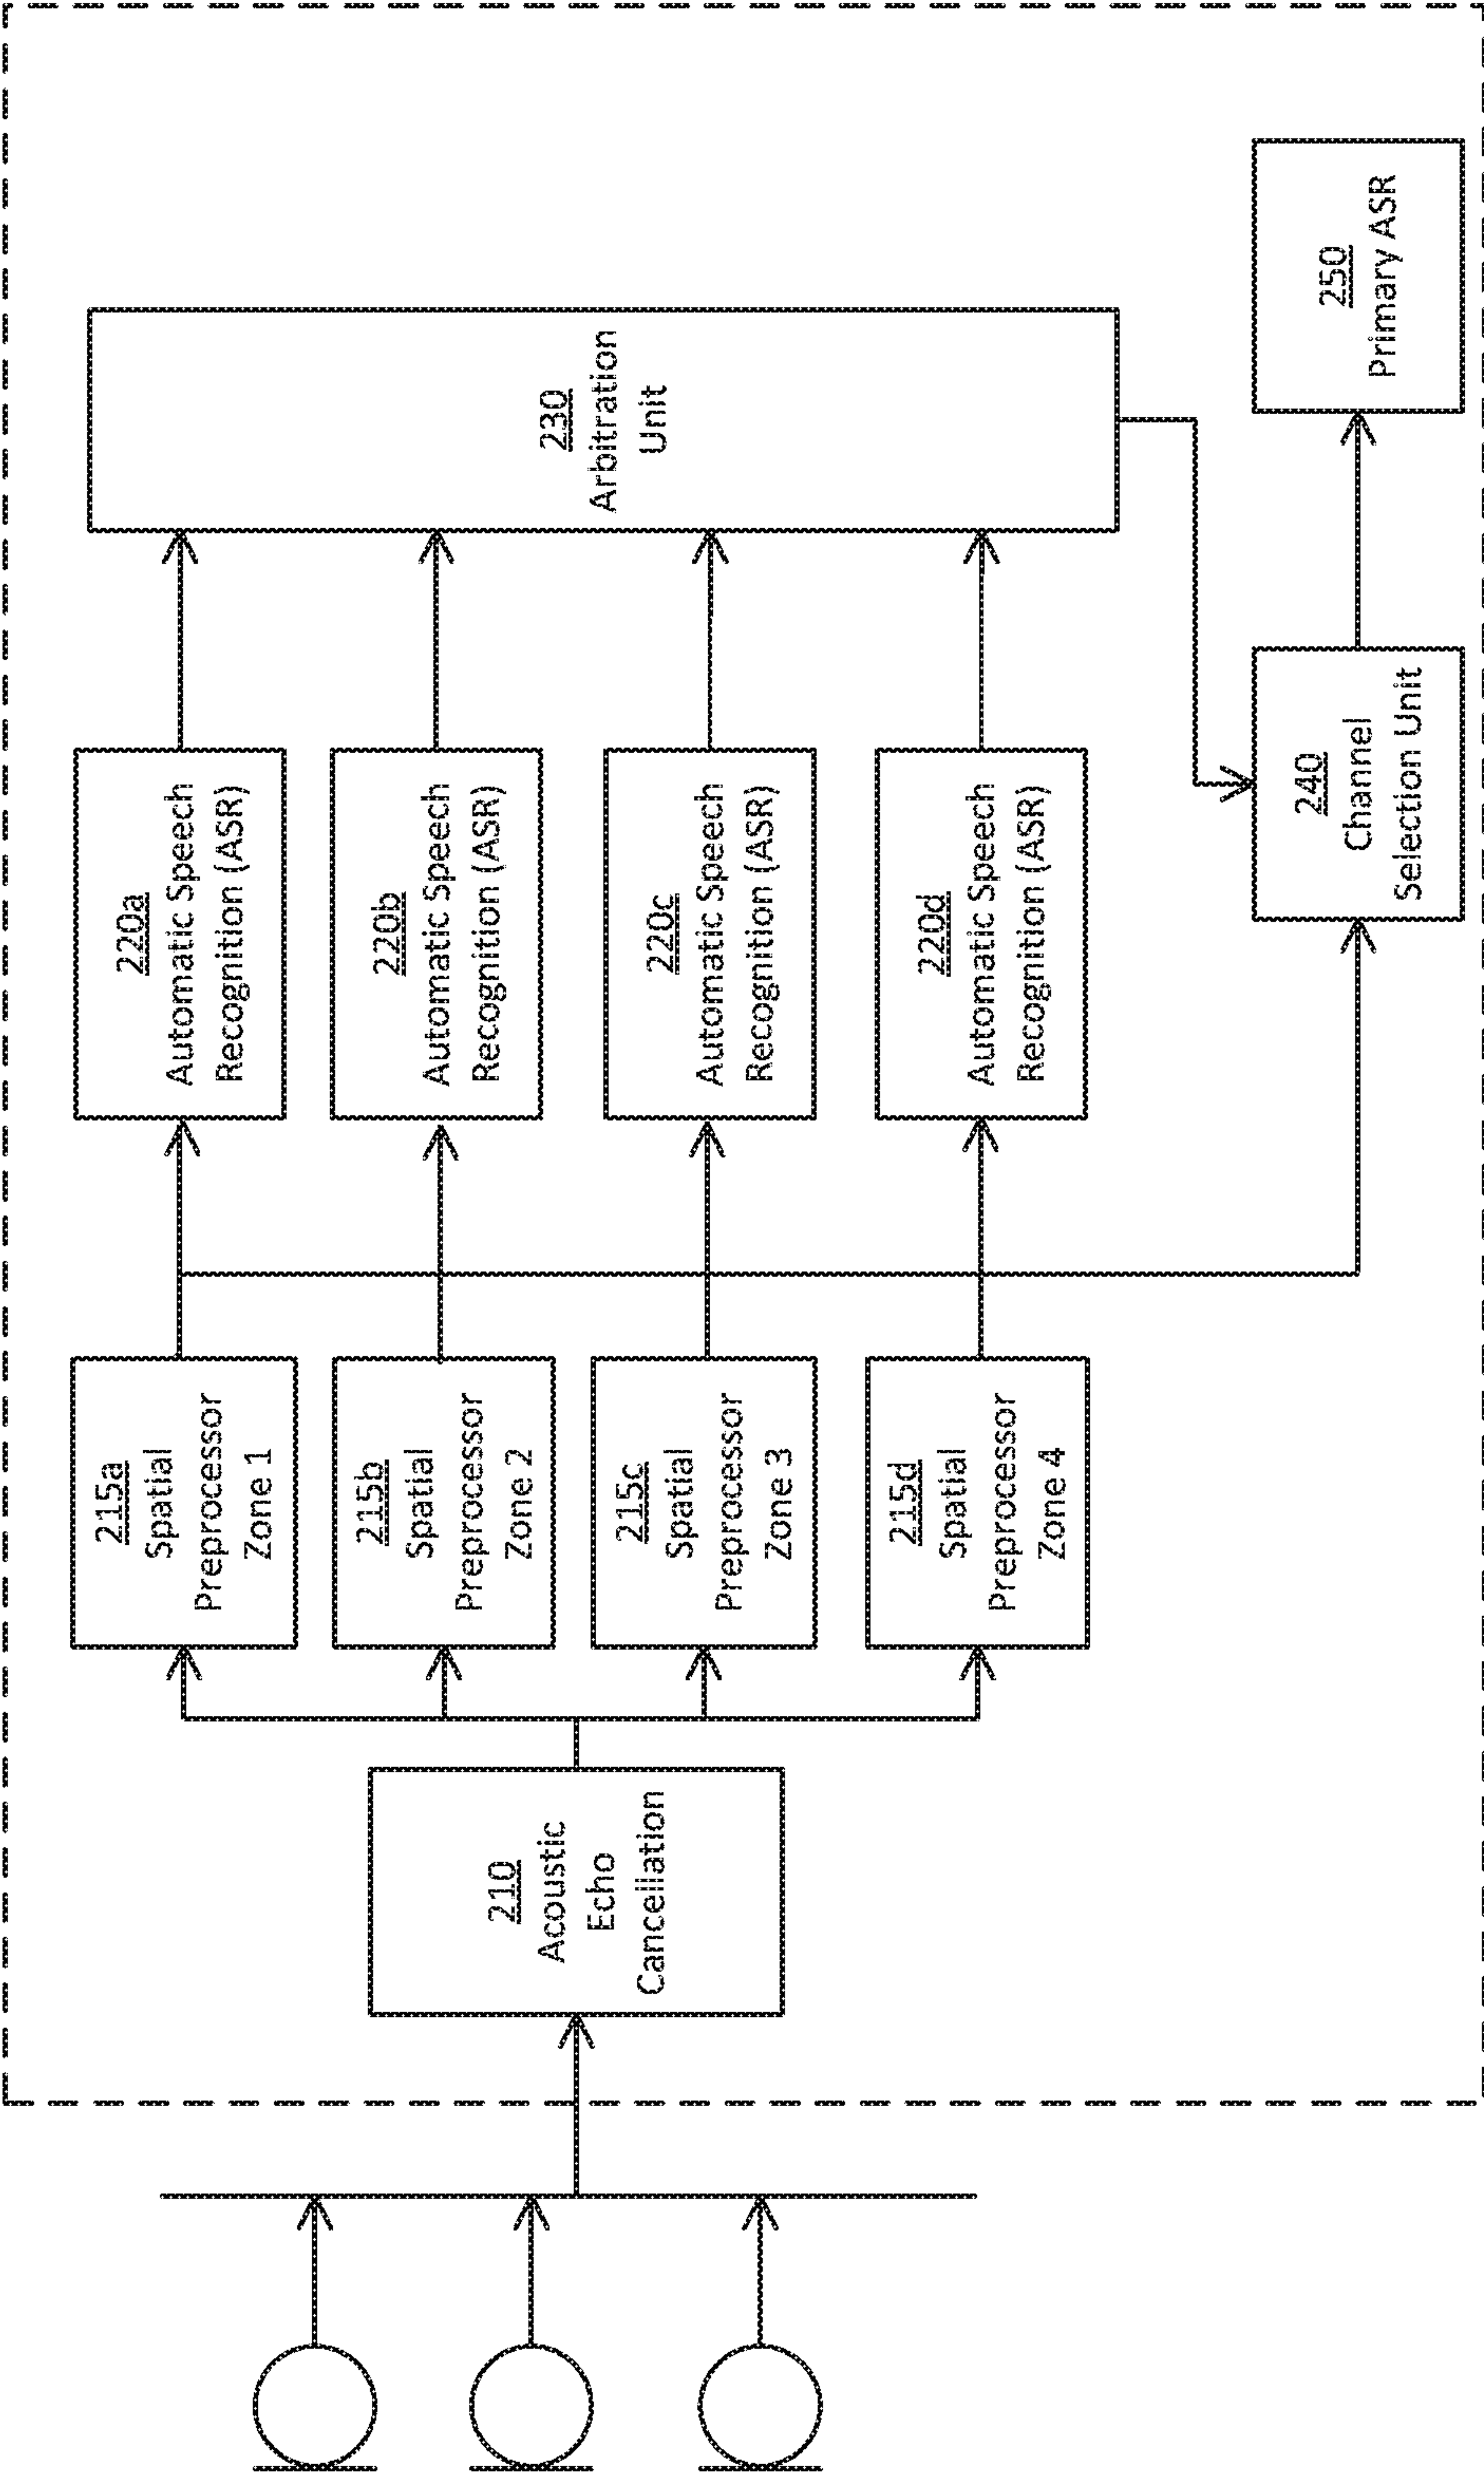 210
Acoustic
Echo
Cancellation
215a
Spatial
Preprocessor
Zone 1
215b
Spatial
Preprocessor
Zone 2
215c
Spatial
Preprocessor
Zone 3
215d
Spatial
Preprocessor
Zone 4
220a
Automatic Speech
Recognition (ASR)
220b
Automatic Speech
Recognition (ASR)
220c
Automatic Speech
Recognition (ASR)
220d
Automatic Speech
Recognition (ASR)
230
Arbitration
Unit
240
Channel
Selection Unit
250
Primary ASR